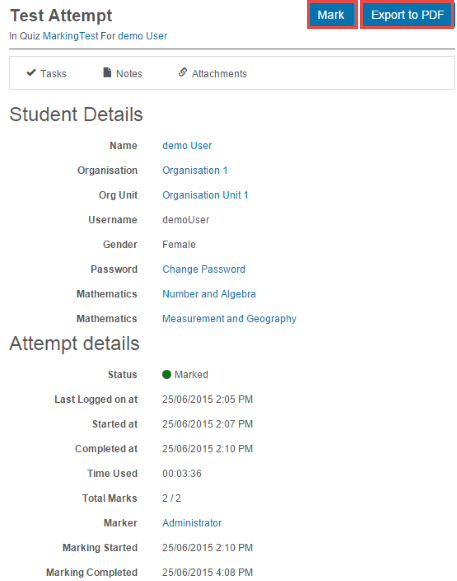 Test Attempt
Mark Export to PDF
In Quiz MarkingTest For demo User
Tasks Notes Attachments
Student Details
Name demo User
Organisation Organisation 1
Org Unit Organisation Unit 1
Username demoUser
Gender Female
Password Change Password
Mathematics Number and Algebra
Mathematics Measurement and Geography
Attempt details
Status Marked
Last Logged on at 25/06/2015 2:05 PM
Started at 25/06/2015 2:07 PM
Completed at 25/06/2015 2:10 PM
Time Used 00:03:36
Total Marks 2 / 2
Marker Administrator
Marking Started 25/06/2015 2:10 PM
Marking Completed 25/06/2015 4:08 PM